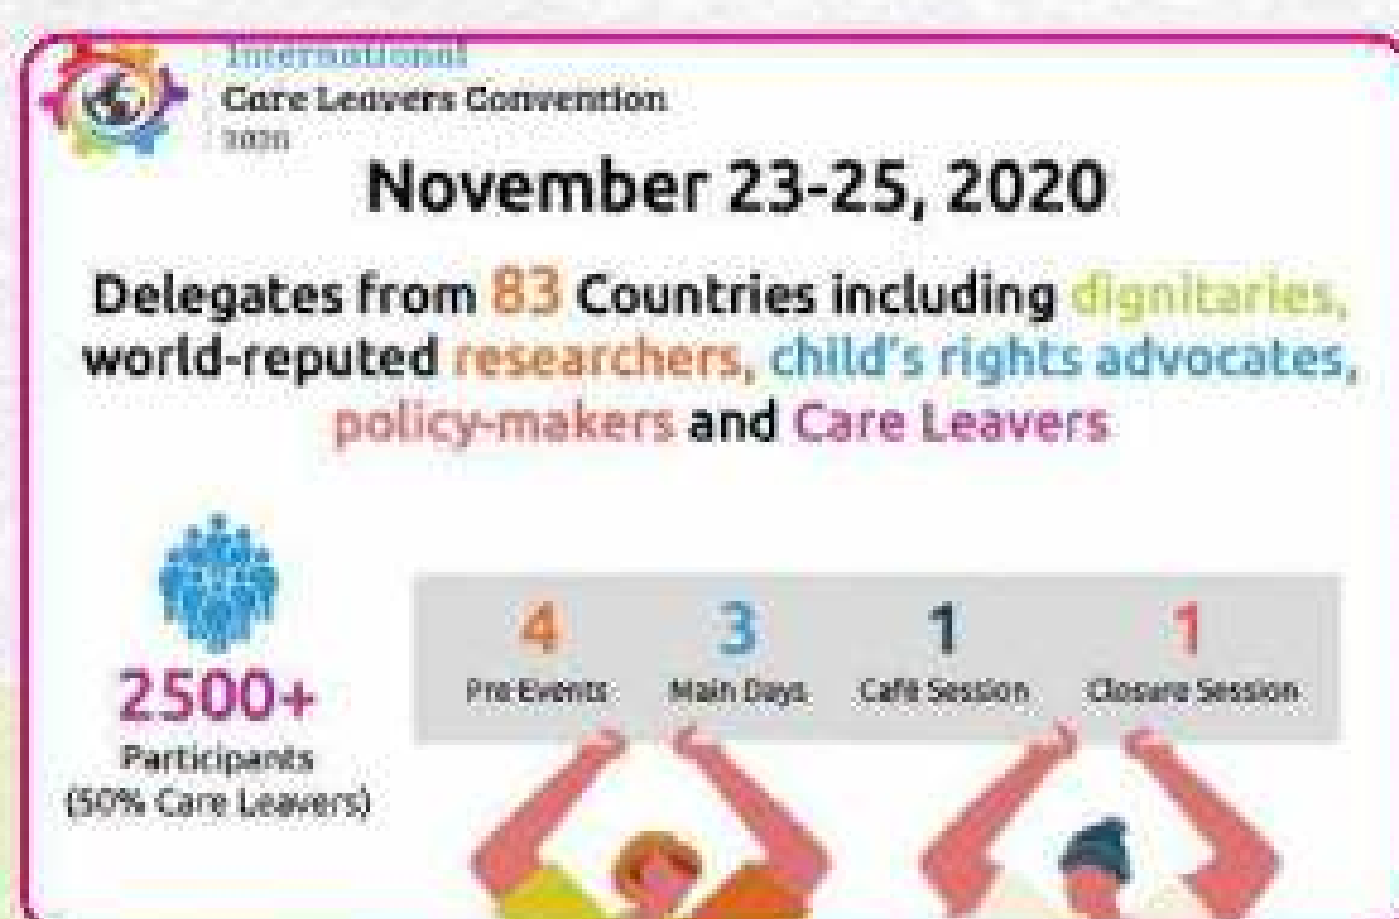 International
Care Leavers Convention
2020
November 23-25, 2020
Delegates from 83 Countries including dignitaries,
world-reputed researchers, child's rights advocates,
policy-makers and Care Leavers
2500+
Participants
(50% Care Leavers)
4 3 1 1
Pre Events Main Days Café Session Closure Session